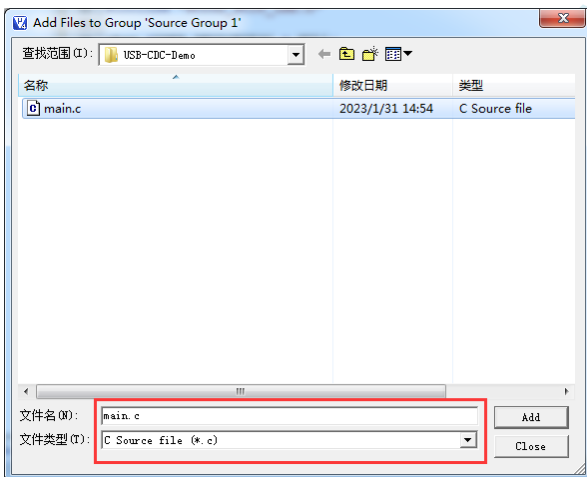 Add Files to Group 'Source Group 1'
查找范围(I): USB-CDC-Demo
名称 修改日期 类型
main.c 2023/1/31 14:54 C Source file
文件名(N): main.c Add
文件类型(T): C Source file (*.c) Close